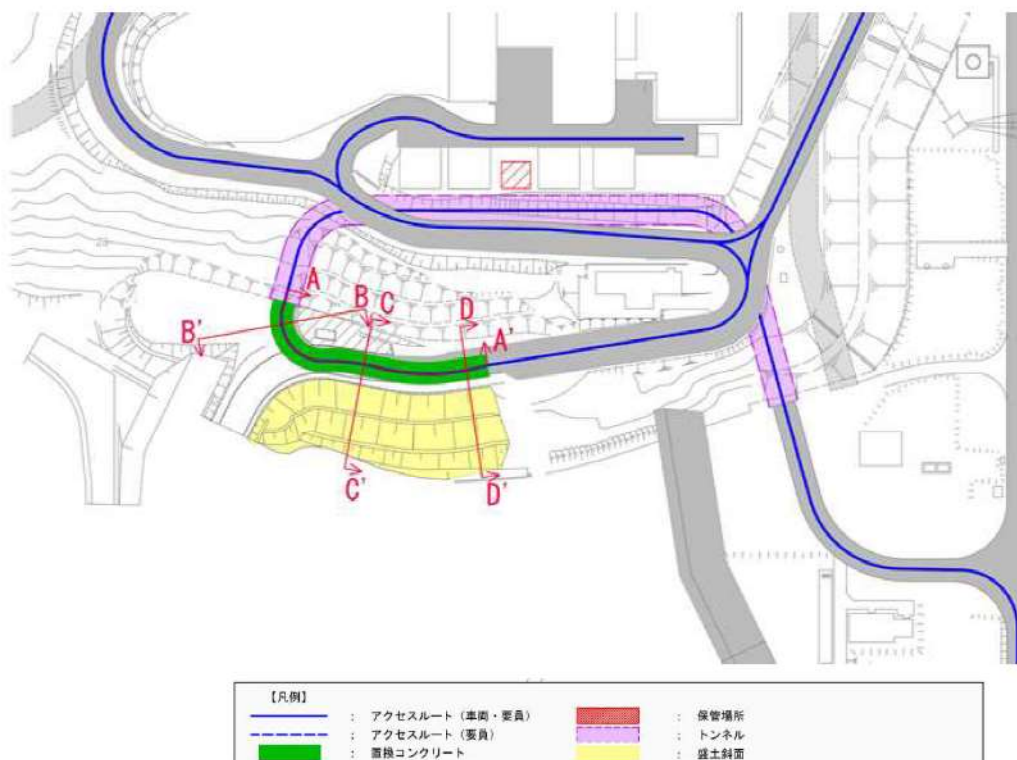 A
B
C
D
B'
A'
C'
D'
【凡例】
: アクセスルート（車両・要員） : 保管場所
: アクセスルート（要員） : トンネル
: 置換コンクリート : 盛土斜面